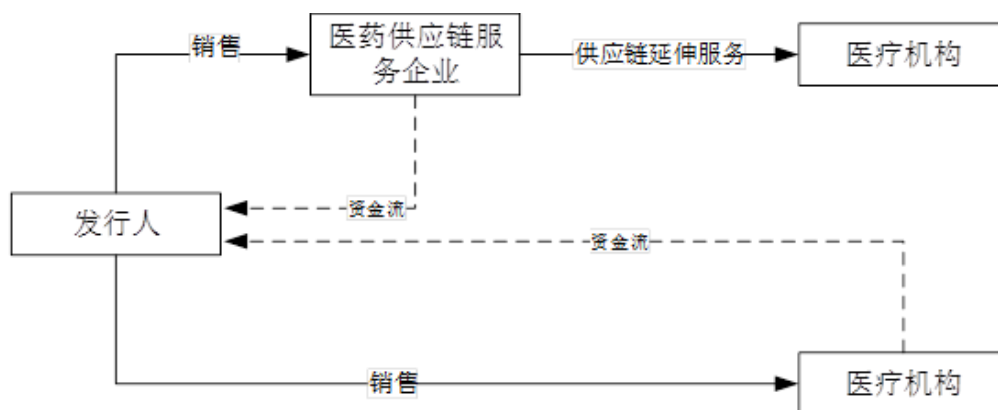 销售
医药供应链服
务企业
供应链延伸服务
医疗机构
资金流
发行人
资金流
销售
医疗机构